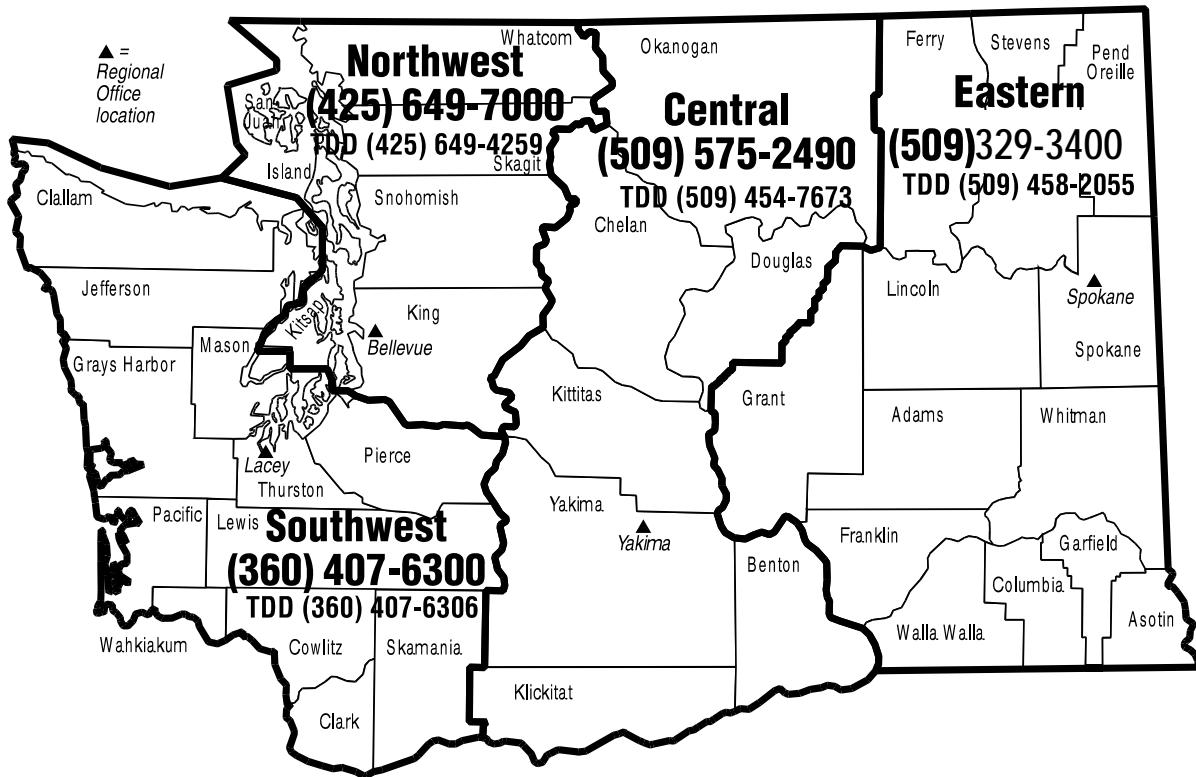 ▲ =
Regional
Office
location
Northwest
(425) 649-7000
TDD (425) 649-4259
Central
(509) 575-2490
TDD (509) 454-7673
Eastern
(509)329-3400
TDD (509) 458-2055
Southwest
(360) 407-6300
TDD (360) 407-6306
Whatcom
San
Juan
Skagit
Island
Snohomish
King
Bellevue
Kitsap
Clallam
Jefferson
Mason
Grays Harbor
Lacey
Thurston
Pierce
Pacific
Lewis
Wahkiakum
Cowlitz
Skamania
Clark
Okanogan
Chelan
Douglas
Kittitas
Yakima
Yakima
Benton
Klickitat
Ferry
Stevens
Pend
Oreille
Lincoln
Spokane
Spokane
Grant
Adams
Whitman
Franklin
Garfield
Columbia
Walla Walla
Asotin